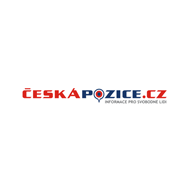 ČESKÁPOZICE.CZ
INFORMACE PRO SVOBODNÉ LIDI